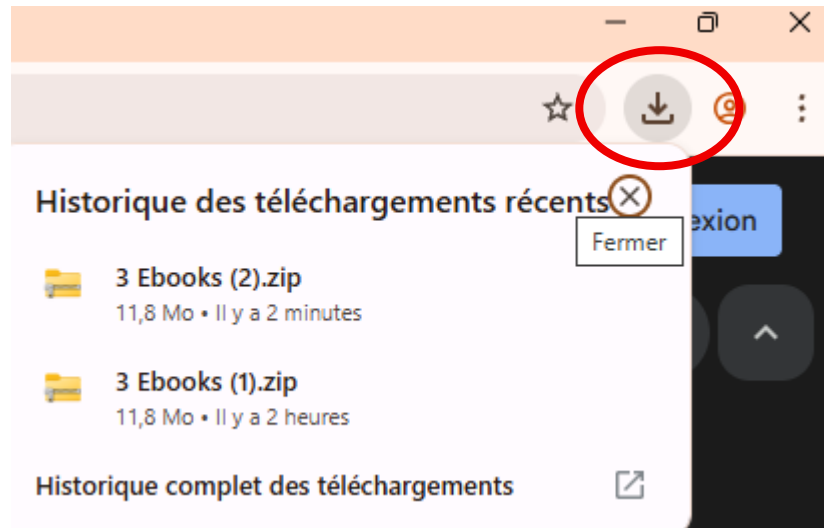 Historique des téléchargements récents
exion
Fermer
3 Ebooks (2).zip
11,8 Mo • Il y a 2 minutes
3 Ebooks (1).zip
11,8 Mo • Il y a 2 heures
Historique complet des téléchargements